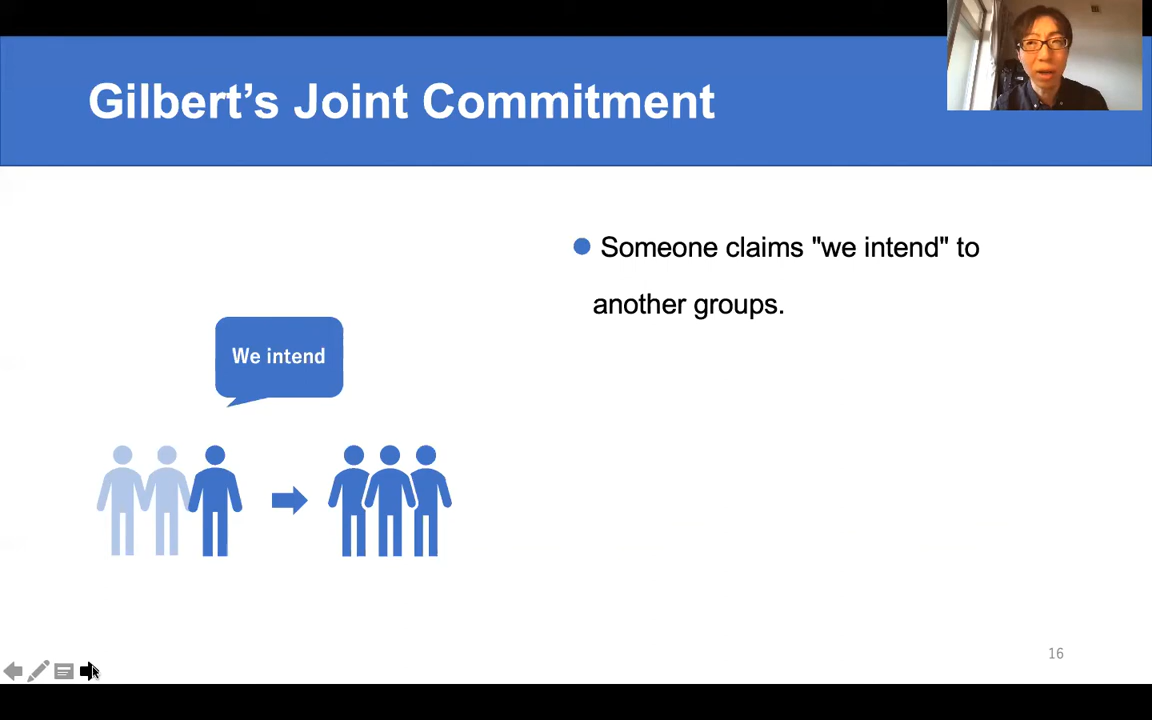 Gilbert's Joint Commitment
Someone claims "we intend" to
another groups.
We intend
16